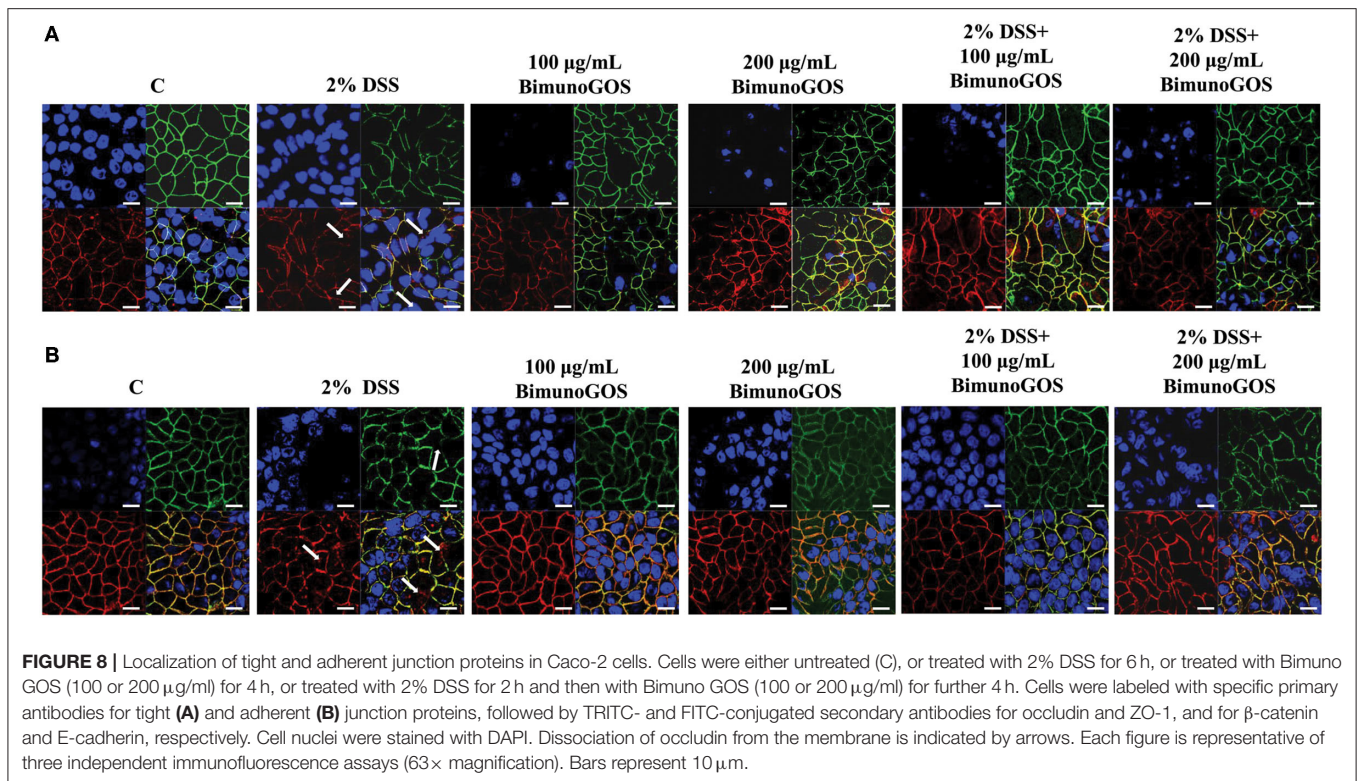 A
C
2% DSS
100 µg/mL
BimunoGOS
200 µg/mL
BimunoGOS
2% DSS+
100 µg/mL
BimunoGOS
2% DSS+
200 µg/mL
BimunoGOS
B
C
2% DSS
100 µg/mL
BimunoGOS
200 µg/mL
BimunoGOS
2% DSS+
100 µg/mL
BimunoGOS
2% DSS+
200 µg/mL
BimunoGOS
FIGURE 8 | Localization of tight and adherent junction proteins in Caco-2 cells. Cells were either untreated (C), or treated with 2% DSS for 6 h, or treated with Bimuno
GOS (100 or 200 µg/ml) for 4 h, or treated with 2% DSS for 2 h and then with Bimuno GOS (100 or 200 µg/ml) for further 4 h. Cells were labeled with specific primary
antibodies for tight (A) and adherent (B) junction proteins, followed by TRITC- and FITC-conjugated secondary antibodies for occludin and ZO-1, and for β-catenin
and E-cadherin, respectively. Cell nuclei were stained with DAPI. Dissociation of occludin from the membrane is indicated by arrows. Each figure is representative of
three independent immunofluorescence assays (63× magnification). Bars represent 10 µm.